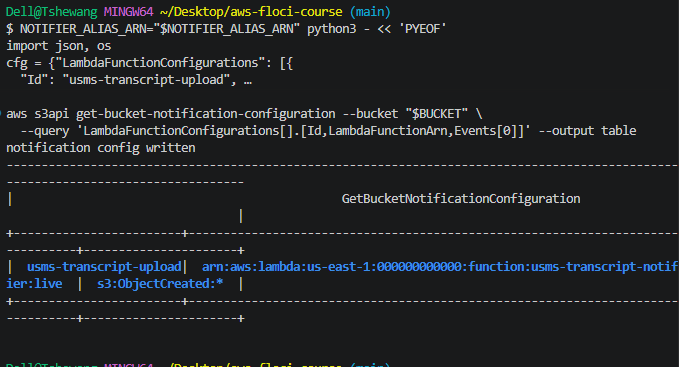 Dell@Tshewang MINGW64 ~/Desktop/aws-floci-course (main)
$ NOTIFIER_ALIAS_ARN="$NOTIFIER_ALIAS_ARN" python3 - << 'PYEOF'
import json, os
cfg = {"LambdaFunctionConfigurations": [{
  "Id": "usms-transcript-upload", …

aws s3api get-bucket-notification-configuration --bucket "$BUCKET" \
  --query 'LambdaFunctionConfigurations[].[Id,LambdaFunctionArn,Events[0]]' --output table
notification config written
--------------------------------------------------------------------------------------------
---------------------------------
|                                             GetBucketNotificationConfiguration
                                |
+------------------------+-------------------------------------------------------------------
----------+----------------------+
|  usms-transcript-upload|  arn:aws:lambda:us-east-1:000000000000:function:usms-transcript-notif
ier:live  |  s3:ObjectCreated:*  |
+------------------------+-------------------------------------------------------------------
----------+----------------------+

Dell@Tshewang MINGW64 ~/Desktop/aws-floci-course (main)